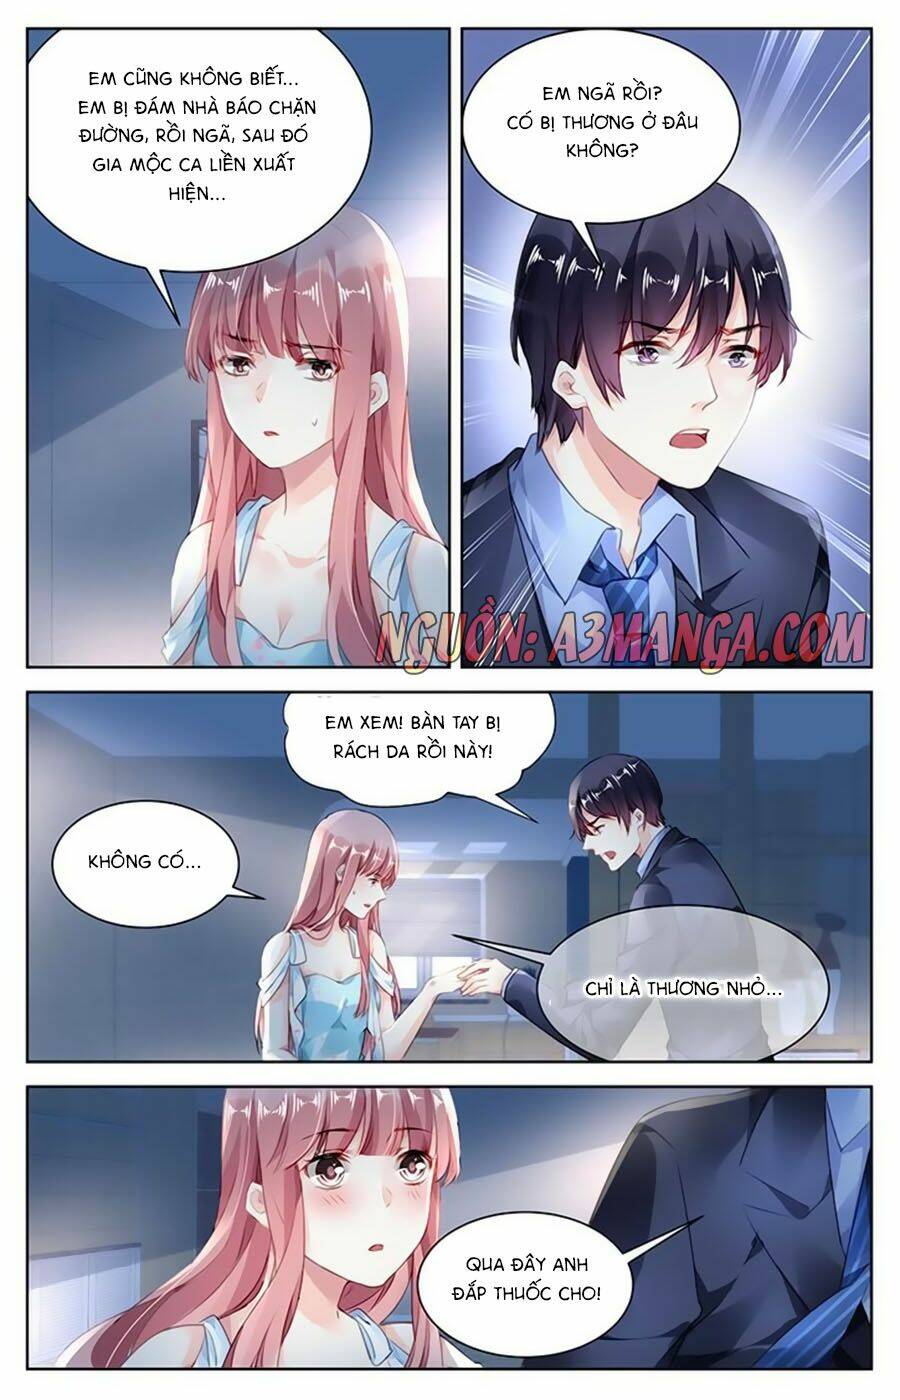 EM CŨNG KHÔNG BIẾT...
EM BỊ ĐÁM NHÀ BÁO CHẶN
ĐƯỜNG, RỒI NGÃ, SAU ĐÓ
GIA MỘC CA LIỀN XUẤT
HIỆN...
EM NGÃ RỒI?
CÓ BỊ THƯƠNG Ở ĐÂU
KHÔNG?
NGUỒN: A3MANGA.COM
EM XEM! BÀN TAY BỊ
RÁCH DA RỒI NÀY!
KHÔNG CÓ...
CHỈ LÀ THƯƠNG NHỎ...
QUA ĐÂY ANH
ĐẮP THUỐC CHO!